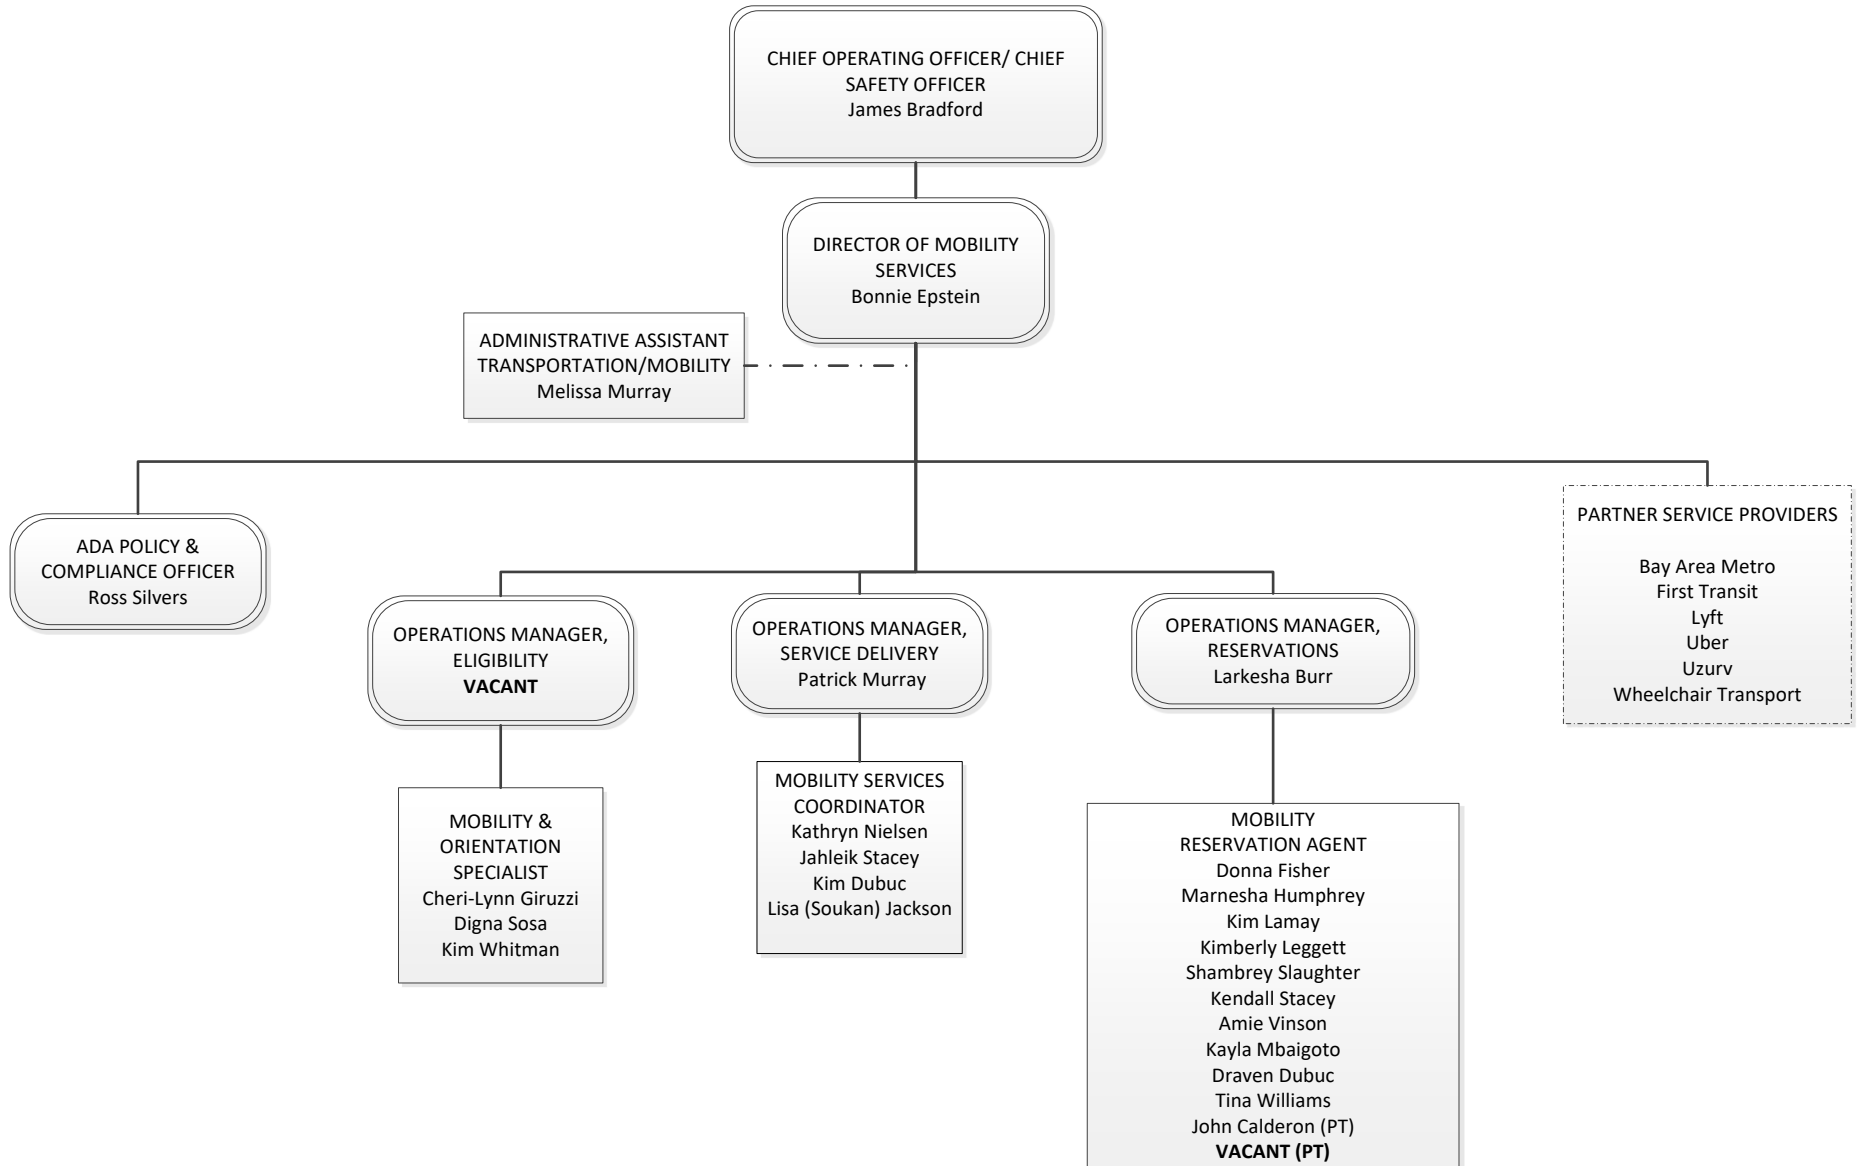 CHIEF OPERATING OFFICER/ CHIEF
SAFETY OFFICER
James Bradford
DIRECTOR OF MOBILITY
SERVICES
Bonnie Epstein
ADMINISTRATIVE ASSISTANT
TRANSPORTATION/MOBILITY
Melissa Murray
ADA POLICY &
COMPLIANCE OFFICER
Ross Silvers
OPERATIONS MANAGER,
ELIGIBILITY
VACANT
OPERATIONS MANAGER,
SERVICE DELIVERY
Patrick Murray
OPERATIONS MANAGER,
RESERVATIONS
Larkesha Burr
PARTNER SERVICE PROVIDERS
Bay Area Metro
First Transit
Lyft
Uber
Uzurv
Wheelchair Transport
MOBILITY &
ORIENTATION
SPECIALIST
Cheri-Lynn Giruzzi
Digna Sosa
Kim Whitman
MOBILITY SERVICES
COORDINATOR
Kathryn Nielsen
Jahleik Stacey
Kim Dubuc
Lisa (Soukan) Jackson
MOBILITY
RESERVATION AGENT
Donna Fisher
Marnesha Humphrey
Kim Lamay
Kimberly Leggett
Shambrey Slaughter
Kendall Stacey
Amie Vinson
Kayla Mbaigoto
Draven Dubuc
Tina Williams
John Calderon (PT)
VACANT (PT)